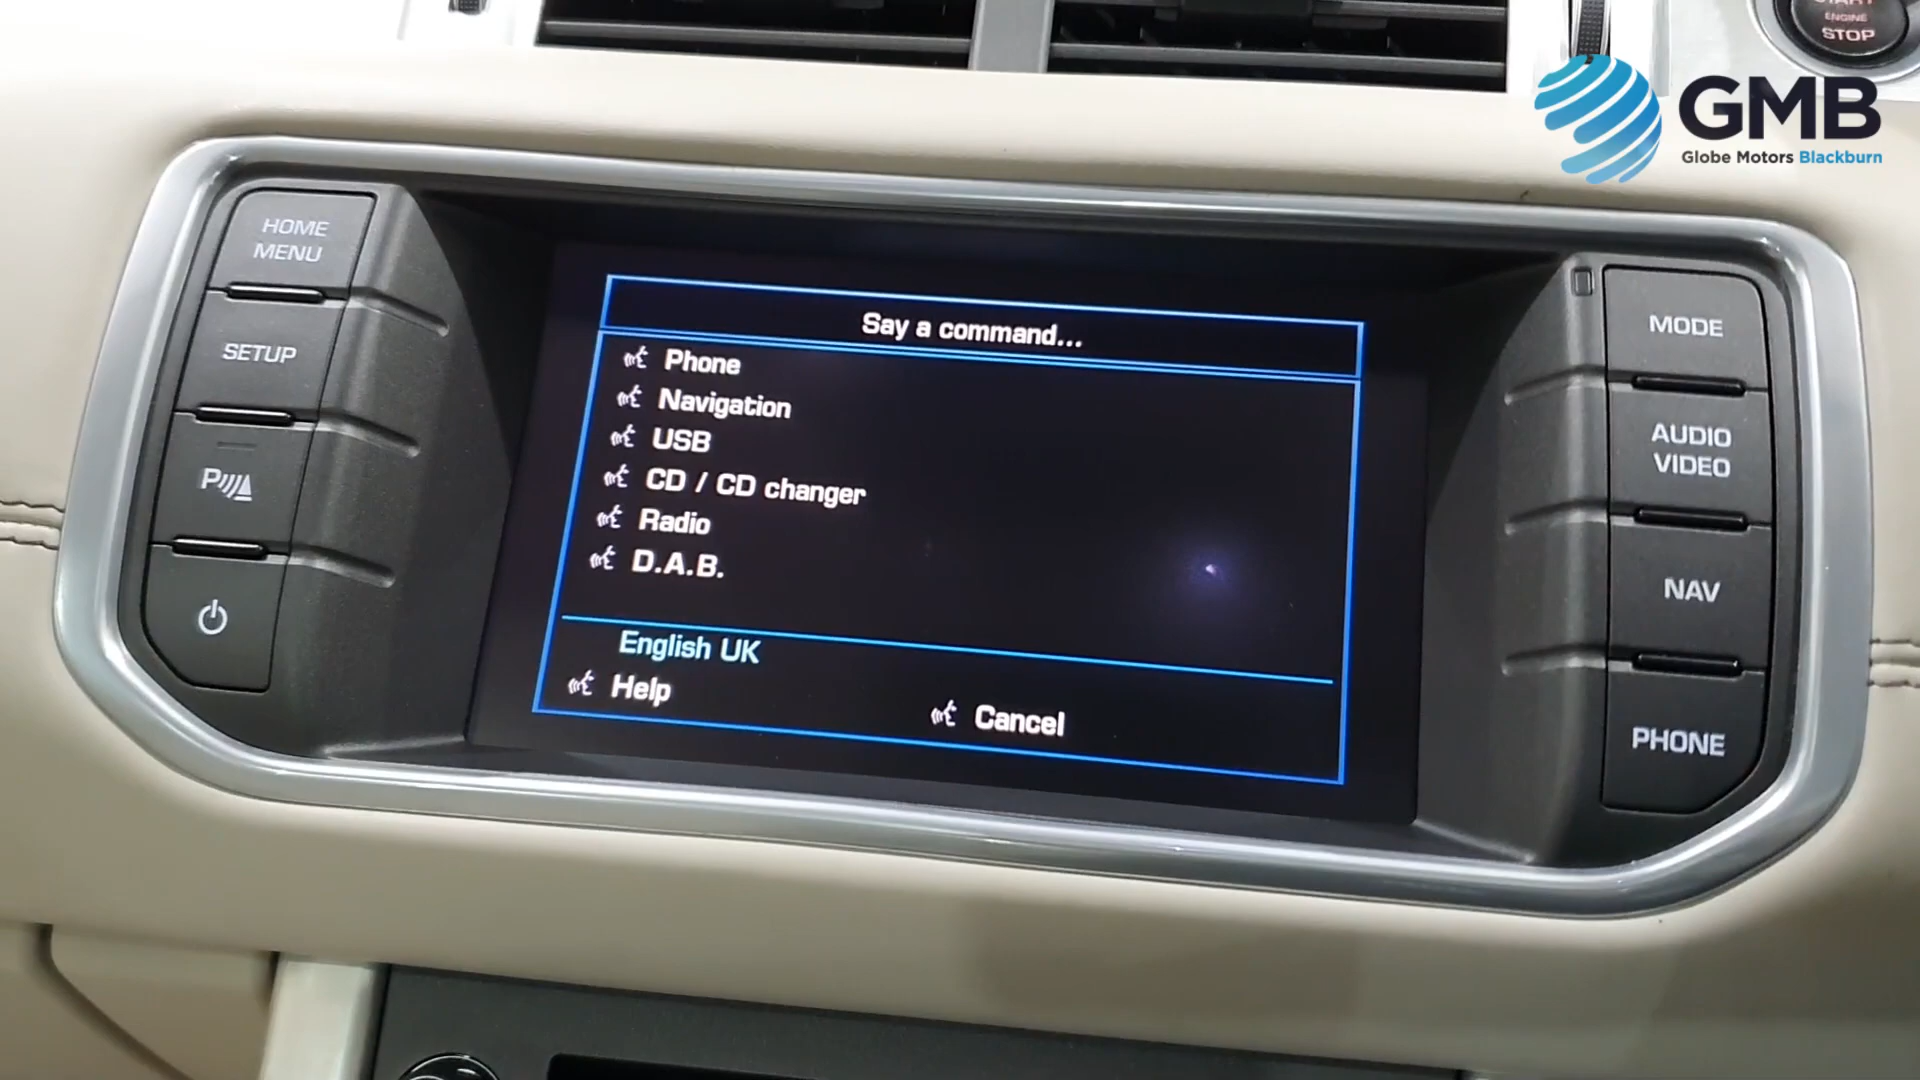 START
ENGINE
STOP
GMB
Globe Motors Blackburn
HOME
MENU
SETUP
P
Say a command...
Phone
Navigation
USB
CD / CD changer
Radio
D.A.B.
English UK
Help
Cancel
MODE
AUDIO
VIDEO
NAV
PHONE